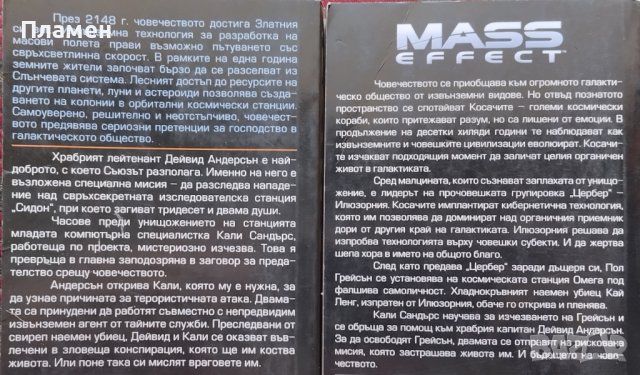 През 2148 г. човечеството достига Златния
технология за разработка на
масови полета прави възможно пътуването със
свръхсветлинна скорост. В рамките на една година
земните жители започват бързо да се разселват из
Слънчевата система. Лесният достъп до ресурсите на
другите планети, луни и астероиди позволява създа-
ването на колонии в орбитални космически станции.
Самоуверено, решително и неотстъпчиво, човечест-
вото предявява сериозни претенции за господство в
галактическото общество.
Храбрият лейтенант Дейвид Андерсън е най-
доброто, с което Съюзът разполага. Именно на него е
възложена специална мисия - да разследва нападе-
ние над свръхсекретната изследователска станция
"Сидон", при което загиват тридесет и двама души.
Часове преди унищожението на станцията
младата компютърна специалистка Кали Сандърс,
работеща по проекта, мистериозно изчезва. Това я
превръща в главна заподозряна в заговор за преда-
телство срещу човечеството.
Андерсън открива Кали, която му е нужна, за
да узнае причината за терористичната атака. Двама-
та са принудени да работят съвместно с непредвидим
извънземен агент от тайните служби. Преследвани от
свиреп наемен убиец, Дейвид и Кали се оказват във-
лечени в зловеща конспирация, която ще им коства
живота. Или поне така си мислят враговете им.
MASS
EFFECT
Човечеството се приобщава към огромното галакти-
ческо общество от извънземни видове. Но отвъд познатото
пространство се спотайват Косачите – големи космически
кораби, които притежават разум, но са лишени от емоции. В
продължение на десетки хиляди години те наблюдават как
извънземните и човешките цивилизации еволюират. Косачи-
те изчакват подходящия момент да заличат целия органичен
живот в галактиката.
Сред малцината, които съзнават заплахата от унищо-
жение, е лидерът на прочовешката групировка „Цербер" –
Илюзорния. Косачите имплантират кибернетична технология,
която им позволява да доминират над органичния приемник
дори от другия край на галактиката. Илюзорния решава да
изпробва технологията върху човешки субекти. И да жертва
шепа хора в името на общото благо.
След като предава „Цербер" заради дъщеря си, Пол
Грейсън се установява на космическата станция Омега под
фалшива самоличност. Хладнокръвният наемен убиец Кай
Ленг, изпратен от Илюзорния, обаче го открива и пленява.
Кали Сандърс научава за изчезването на Грейсън и
се обръща за помощ към храбрия капитан Дейвид Андерсън.
За да освободят Грейсън, двамата се отправят на рискована
мисия, която застрашава живота им. И бъдещето на човечест-
вото.